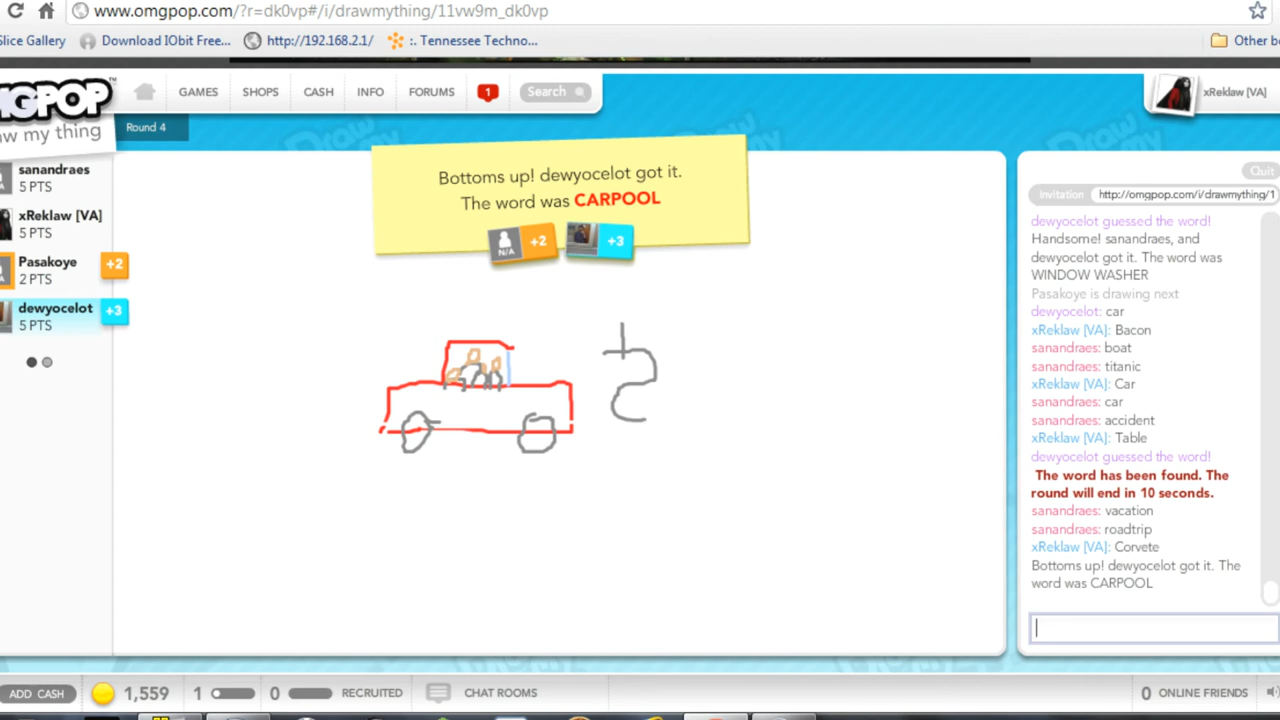 www.omgpop.com/?r=dk0vp#/i/drawmything/11vw9m_dk0vp
Slice Gallery
Download IObit Free...
http://192.168.2.1/
:. Tennessee Techno...
Other b
MGPOP™
aw my thing
GAMES
SHOPS
CASH
INFO
FORUMS
1
Search
xReklaw [VA]
Round 4
sanandraes
5 PTS
xReklaw [VA]
5 PTS
Pasakoye
2 PTS
+2
dewyocelot
5 PTS
+3
Bottoms up! dewyocelot got it.
The word was CARPOOL
N/A
+2
+3
Quit
Invitation
http://omgpop.com/i/drawmything/1
dewyocelot guessed the word!
Handsome! sanandraes, and
dewyocelot got it. The word was
WINDOW WASHER
Pasakoye is drawing next
dewyocelot: car
xReklaw [VA]: Bacon
sanandraes: boat
sanandraes: titanic
xReklaw [VA]: Car
sanandraes: car
sanandraes: accident
xReklaw [VA]: Table
dewyocelot guessed the word!
The word has been found. The
round will end in 10 seconds.
sanandraes: vacation
sanandraes: roadtrip
xReklaw [VA]: Corvete
Bottoms up! dewyocelot got it. The
word was CARPOOL
ADD CASH
1,559
1
0
RECRUITED
CHAT ROOMS
0 ONLINE FRIENDS